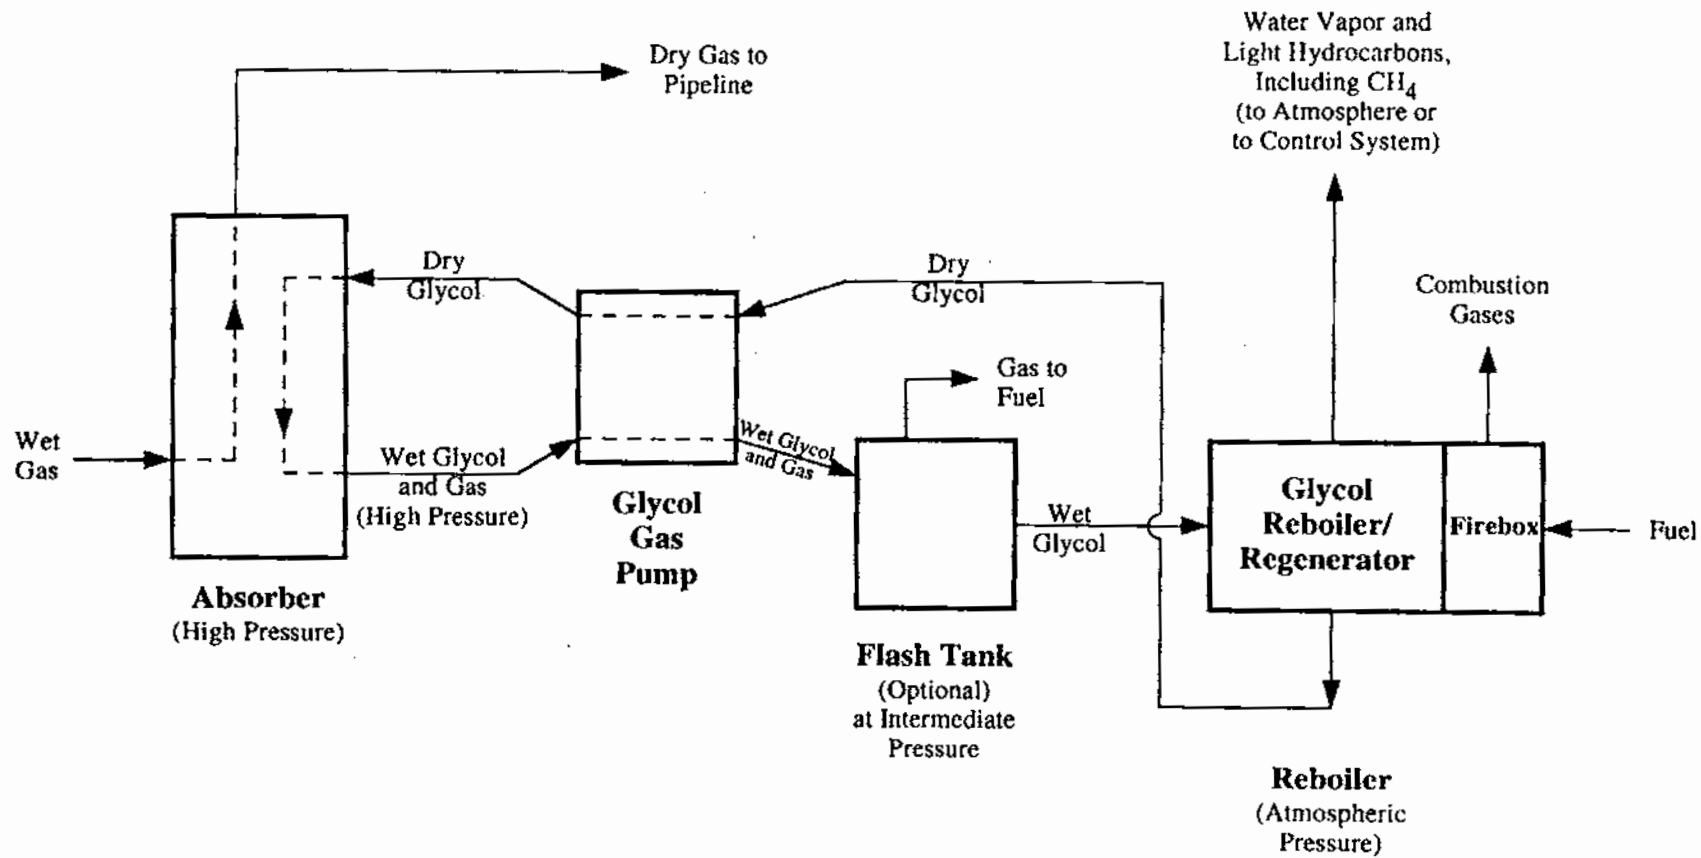 Water Vapor and
Light Hydrocarbons,
Including CH4
(to Atmosphere or
to Control System)
Dry Gas to
Pipeline
Dry
Glycol
Dry
Glycol
Combustion
Gases
Gas to
Fuel
Wet
Gas
Wet Glycol
and Gas
(High Pressure)
Wet Glycol
and Gas
Glycol
Gas
Pump
Wet
Glycol
Glycol
Reboiler/
Regenerator
Firebox
Fuel
Absorber
(High Pressure)
Flash Tank
(Optional)
at Intermediate
Pressure
Reboiler
(Atmospheric
Pressure)